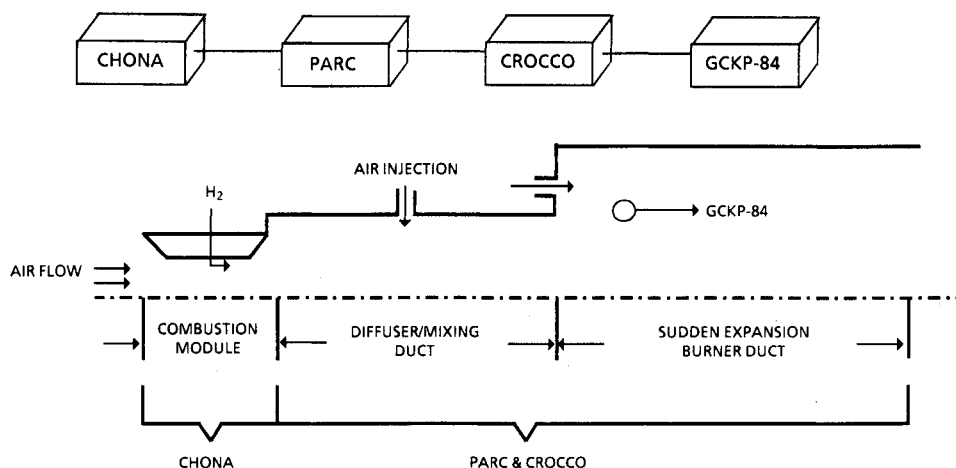 CHONA
PARC
CROCCO
GCKP-84
AIR INJECTION
H2
GCKP-84
AIR FLOW
COMBUSTION
MODULE
DIFFUSER/MIXING
DUCT
SUDDEN EXPANSION
BURNER DUCT
CHONA
PARC & CROCCO